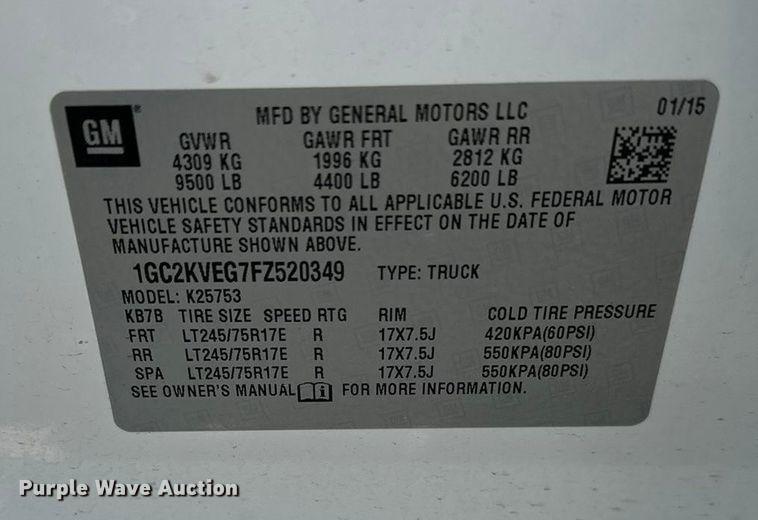 GM
MFD BY GENERAL MOTORS LLC 01/15
GVWR GAWR FRT GAWR RR
4309 KG 1996 KG 2812 KG
9500 LB 4400 LB 6200 LB
THIS VEHICLE CONFORMS TO ALL APPLICABLE U.S. FEDERAL MOTOR
VEHICLE SAFETY STANDARDS IN EFFECT ON THE DATE OF
MANUFACTURE SHOWN ABOVE.
1GC2KVEG7FZ520349 TYPE: TRUCK
MODEL: K25753
KB7B TIRE SIZE SPEED RTG RIM COLD TIRE PRESSURE
FRT LT245/75R17E R 17X7.5J 420KPA(60PSI)
RR LT245/75R17E R 17X7.5J 550KPA(80PSI)
SPA LT245/75R17E R 17X7.5J 550KPA(80PSI)
SEE OWNER'S MANUAL FOR MORE INFORMATION.
Purple Wave Auction